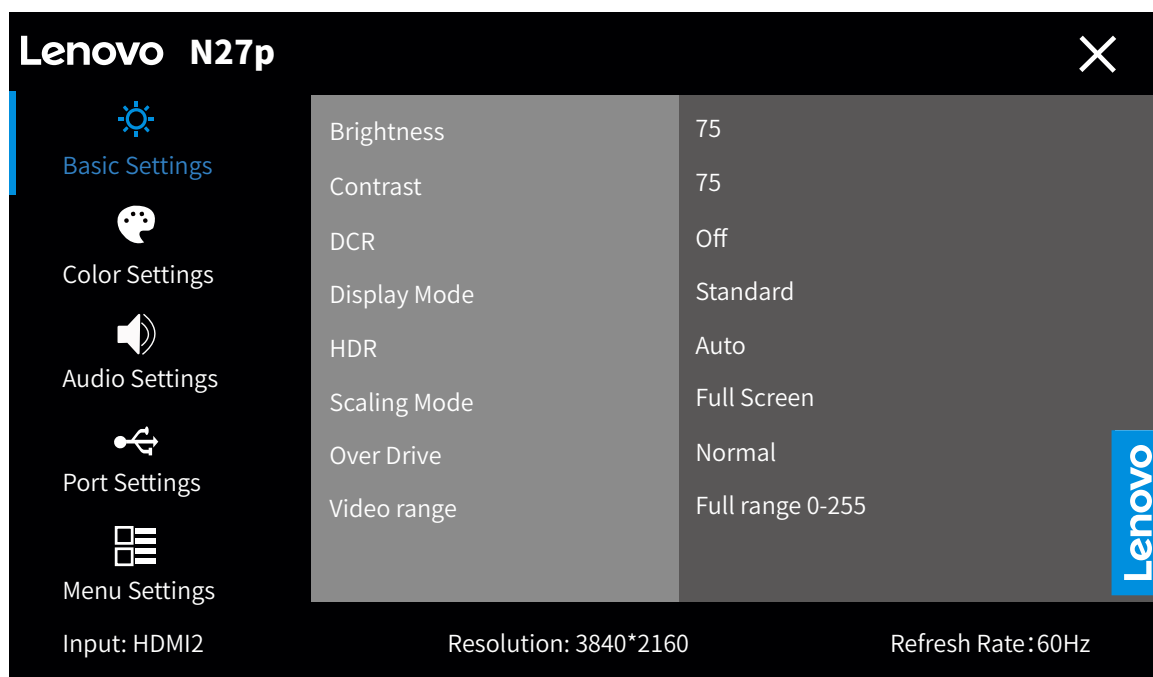 Lenovo N27p
Basic Settings
Color Settings
Audio Settings
Port Settings
Menu Settings
Brightness 75
Contrast 75
DCR Off
Display Mode Standard
HDR Auto
Scaling Mode Full Screen
Over Drive Normal
Video range Full range 0-255
Lenovo
Input: HDMI2 Resolution: 3840*2160 Refresh Rate:60Hz